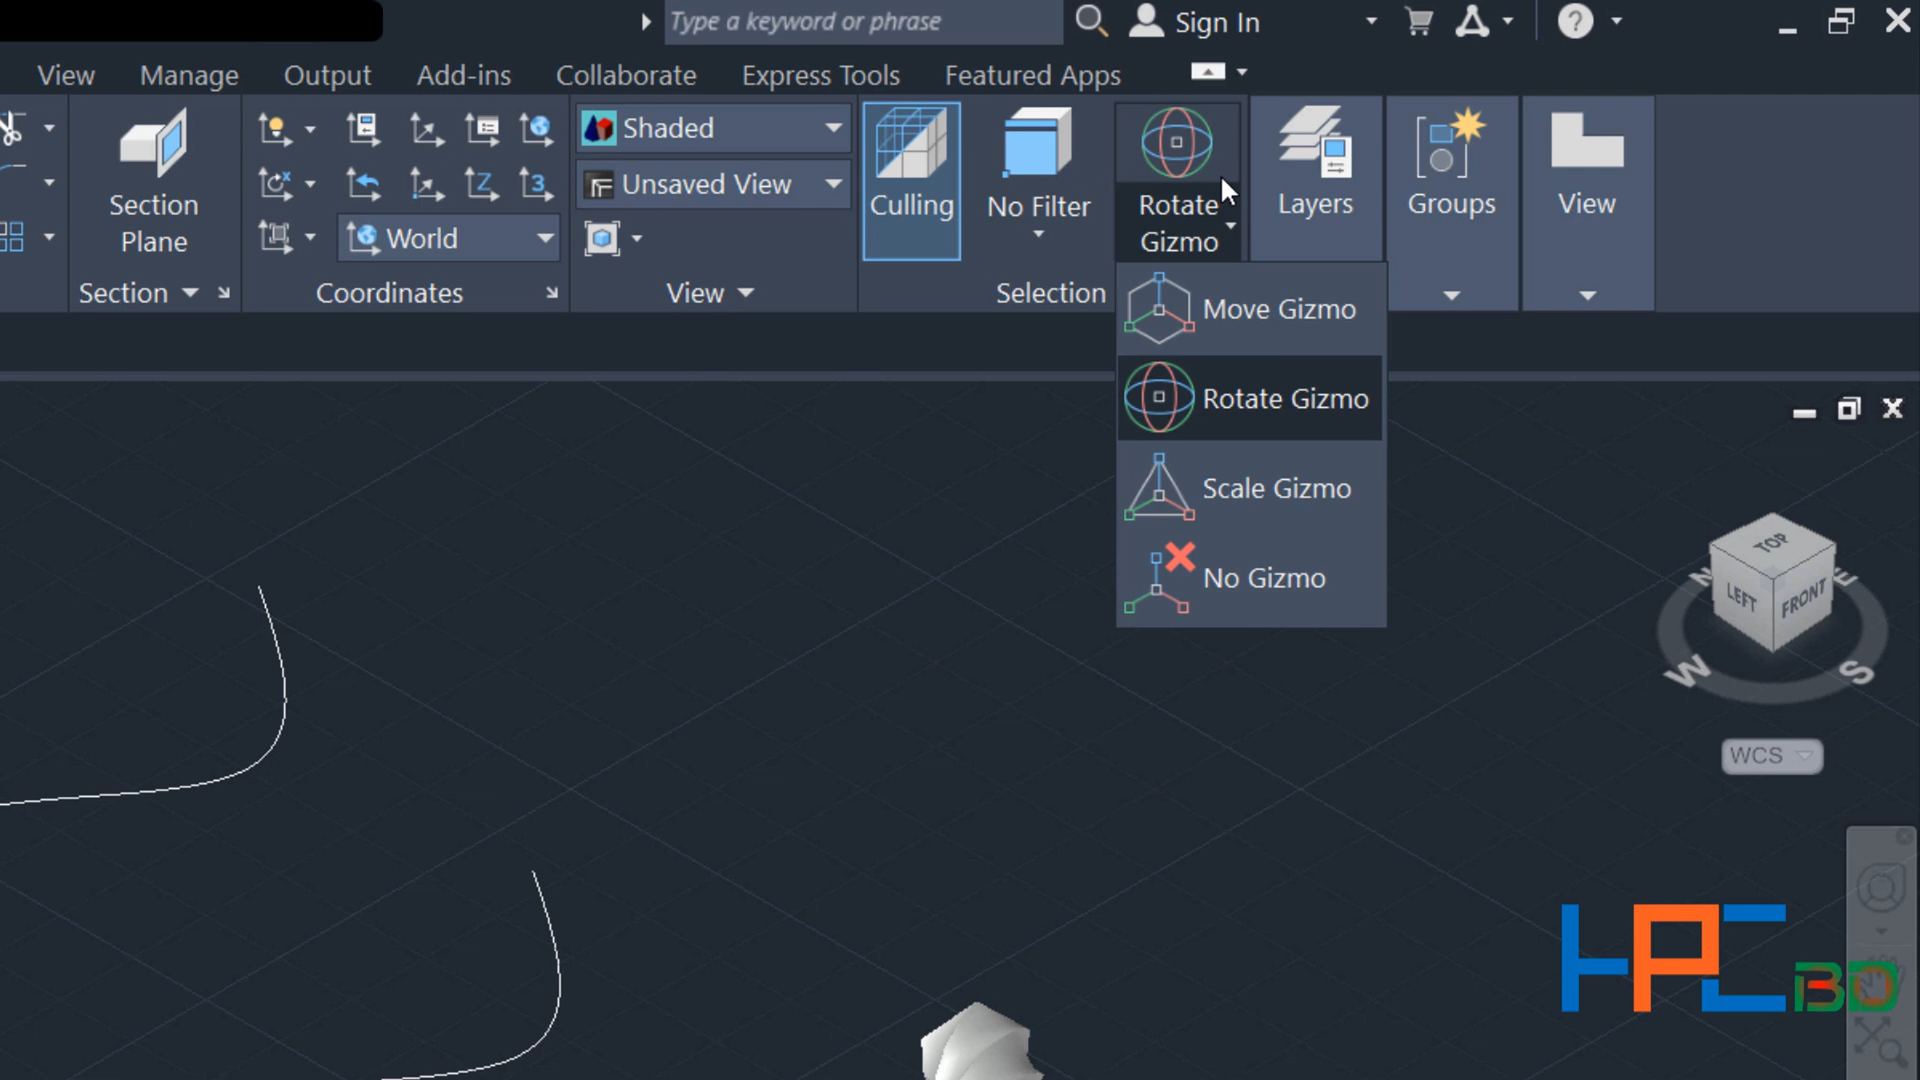 Type a keyword or phrase
Sign In
View Manage Output Add-ins Collaborate Express Tools Featured Apps
Section
Plane
World
Shaded
Unsaved View
Culling
No Filter
Rotate
Gizmo
Layers
Groups
View
Section
Coordinates
View
Selection
Move Gizmo
Rotate Gizmo
Scale Gizmo
No Gizmo
TOP
LEFT
FRONT
N
E
W
S
WCS
HPC
BD